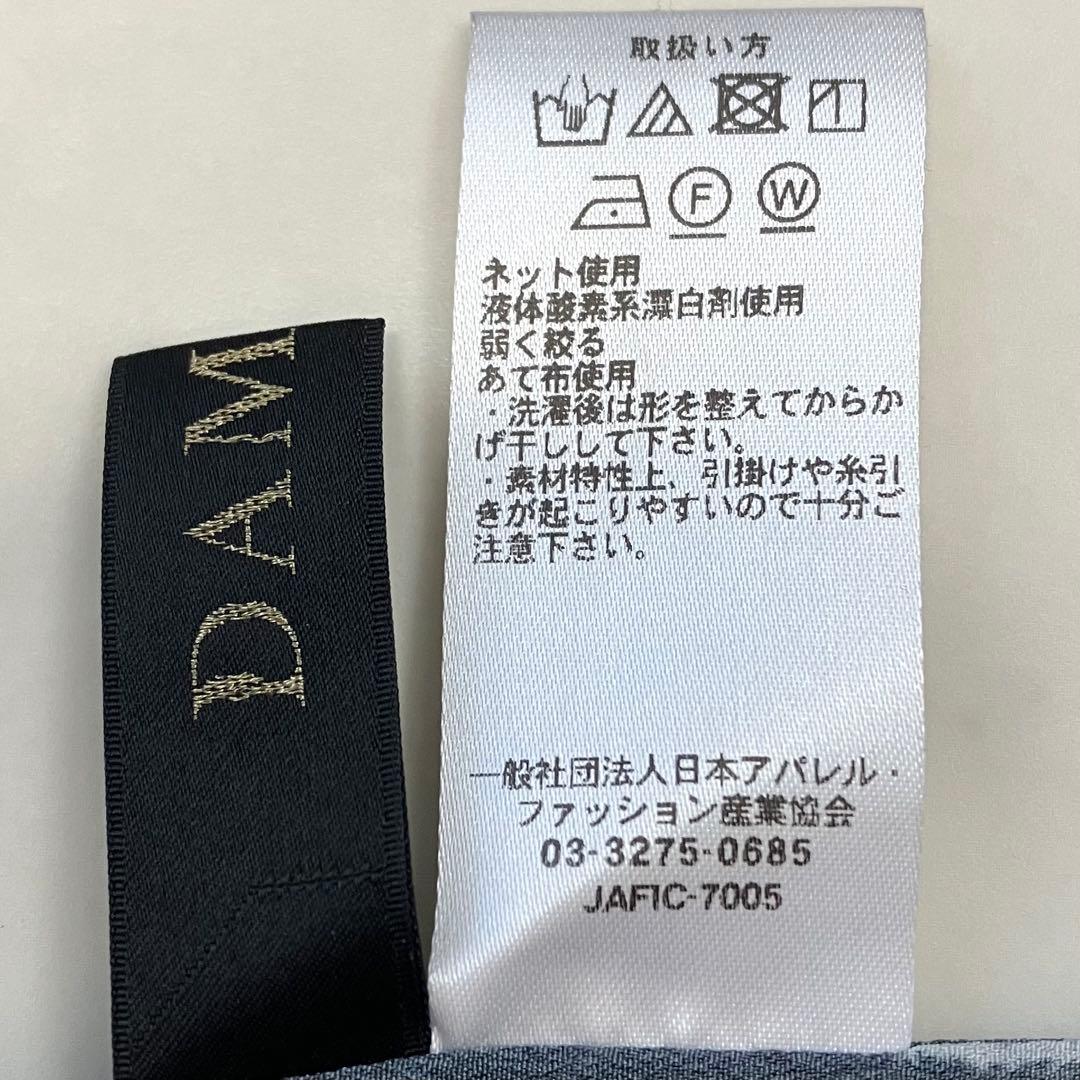 取扱い方
F W
ネット使用
液体酸素系漂白剤使用
弱く絞る
あて布使用
・洗濯後は形を整えてからか
げ干しして下さい。
・素材特性上、引掛けや糸引
きが起こりやすいので十分ご
注意下さい。
一般社団法人日本アパレル・
ファッション産業協会
03-3275-0685
JAFIC-7005
DAM